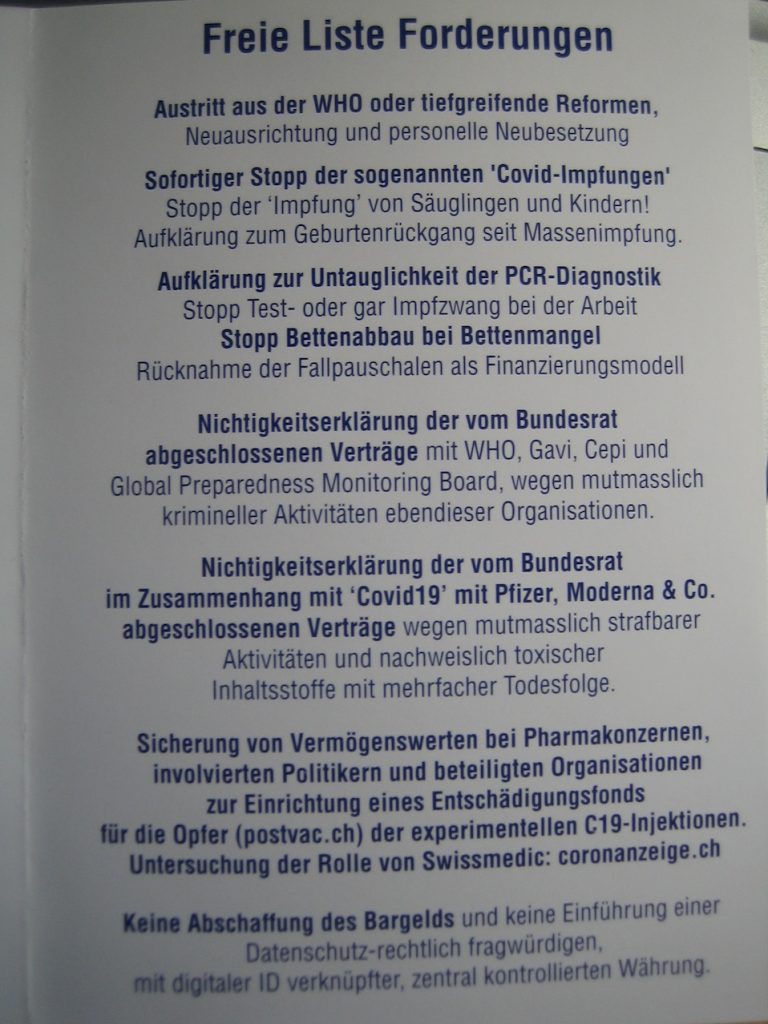 Freie Liste Forderungen
Austritt aus der WHO oder tiefgreifende Reformen,
Neuausrichtung und personelle Neubesetzung
Sofortiger Stopp der sogenannten 'Covid-Impfungen'
Stopp der ‘Impfung’ von Säuglingen und Kindern!
Aufklärung zum Geburtenrückgang seit Massenimpfung.
Aufklärung zur Untauglichkeit der PCR-Diagnostik
Stopp Test- oder gar Impfzwang bei der Arbeit
Stopp Bettenabbau bei Bettenmangel
Rücknahme der Fallpauschalen als Finanzierungsmodell
Nichtigkeitserklärung der vom Bundesrat
abgeschlossenen Verträge mit WHO, Gavi, Cepi und
Global Preparedness Monitoring Board, wegen mutmasslich
krimineller Aktivitäten ebendieser Organisationen.
Nichtigkeitserklärung der vom Bundesrat
im Zusammenhang mit ‘Covid19’ mit Pfizer, Moderna & Co.
abgeschlossenen Verträge wegen mutmasslich strafbarer
Aktivitäten und nachweislich toxischer
Inhaltsstoffe mit mehrfacher Todesfolge.
Sicherung von Vermögenswerten bei Pharmakonzernen,
involvierten Politikern und beteiligten Organisationen
zur Einrichtung eines Entschädigungsfonds
für die Opfer (postvac.ch) der experimentellen C19-Injektionen.
Untersuchung der Rolle von Swissmedic: coronanzeige.ch
Keine Abschaffung des Bargelds und keine Einführung einer
Datenschutz-rechtlich fragwürdigen,
mit digitaler ID verknüpfter, zentral kontrollierten Währung.